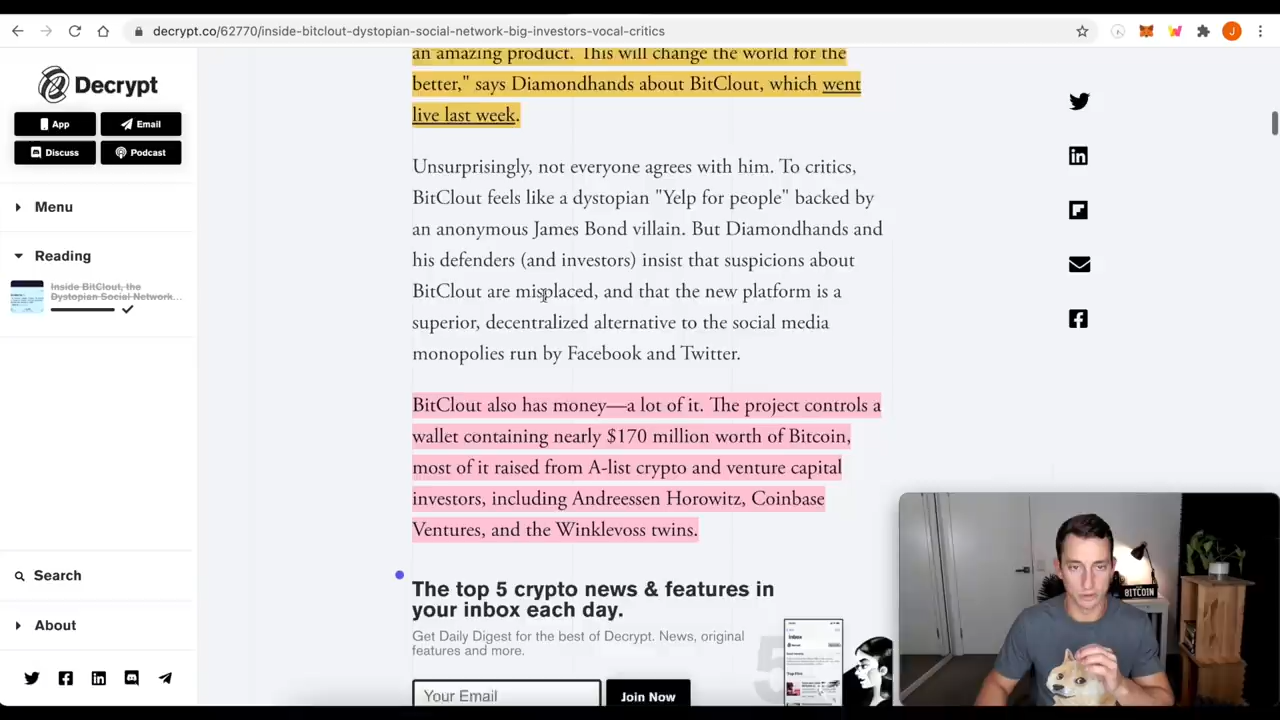 decrypt.co/62770/inside-bitclout-dystopian-social-network-big-investors-vocal-critics
J
Decrypt
App
Email
Discuss
Podcast
Menu
Reading
Inside BitClout, the
Dystopian Social Network...
Search
About
an amazing product. This will change the world for the
better," says Diamondhands about BitClout, which went
live last week.
Unsurprisingly, not everyone agrees with him. To critics,
BitClout feels like a dystopian "Yelp for people" backed by
an anonymous James Bond villain. But Diamondhands and
his defenders (and investors) insist that suspicions about
BitClout are misplaced, and that the new platform is a
superior, decentralized alternative to the social media
monopolies run by Facebook and Twitter.
BitClout also has money—a lot of it. The project controls a
wallet containing nearly $170 million worth of Bitcoin,
most of it raised from A-list crypto and venture capital
investors, including Andreessen Horowitz, Coinbase
Ventures, and the Winklevoss twins.
The top 5 crypto news & features in
your inbox each day.
Get Daily Digest for the best of Decrypt. News, original
features and more.
Your Email
Join Now
5
Inbox
BITCOIN